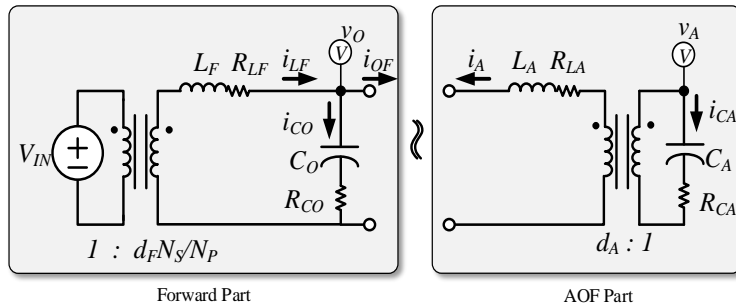 v_O
V
L_F R_LF i_LF i_OF
V_IN
i_CO
C_O
R_CO
1 : d_F N_S/N_P
Forward Part
v_A
V
i_A L_A R_LA
i_CA
C_A
R_CA
d_A : 1
AOF Part